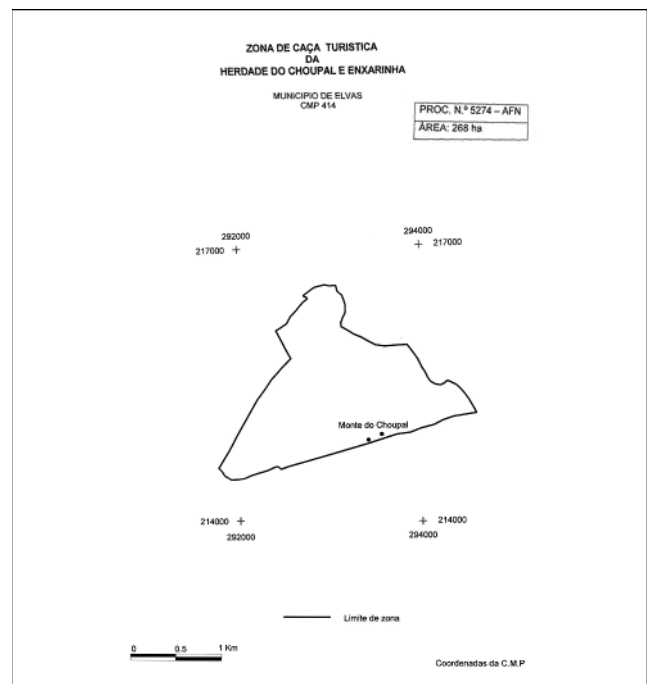 ZONA DE CAÇA TURISTICA
DA
HERDADE DO CHOUPAL E ENXARINHA
MUNICIPIO DE ELVAS
CMP 414
PROC. N.º 5274 – AFN
ÁREA: 268 ha
292000
217000
294000
217000
Monte do Choupal
214000
292000
214000
294000
Limite de zona
0 0.5 1 Km
Coordenadas da C.M.P